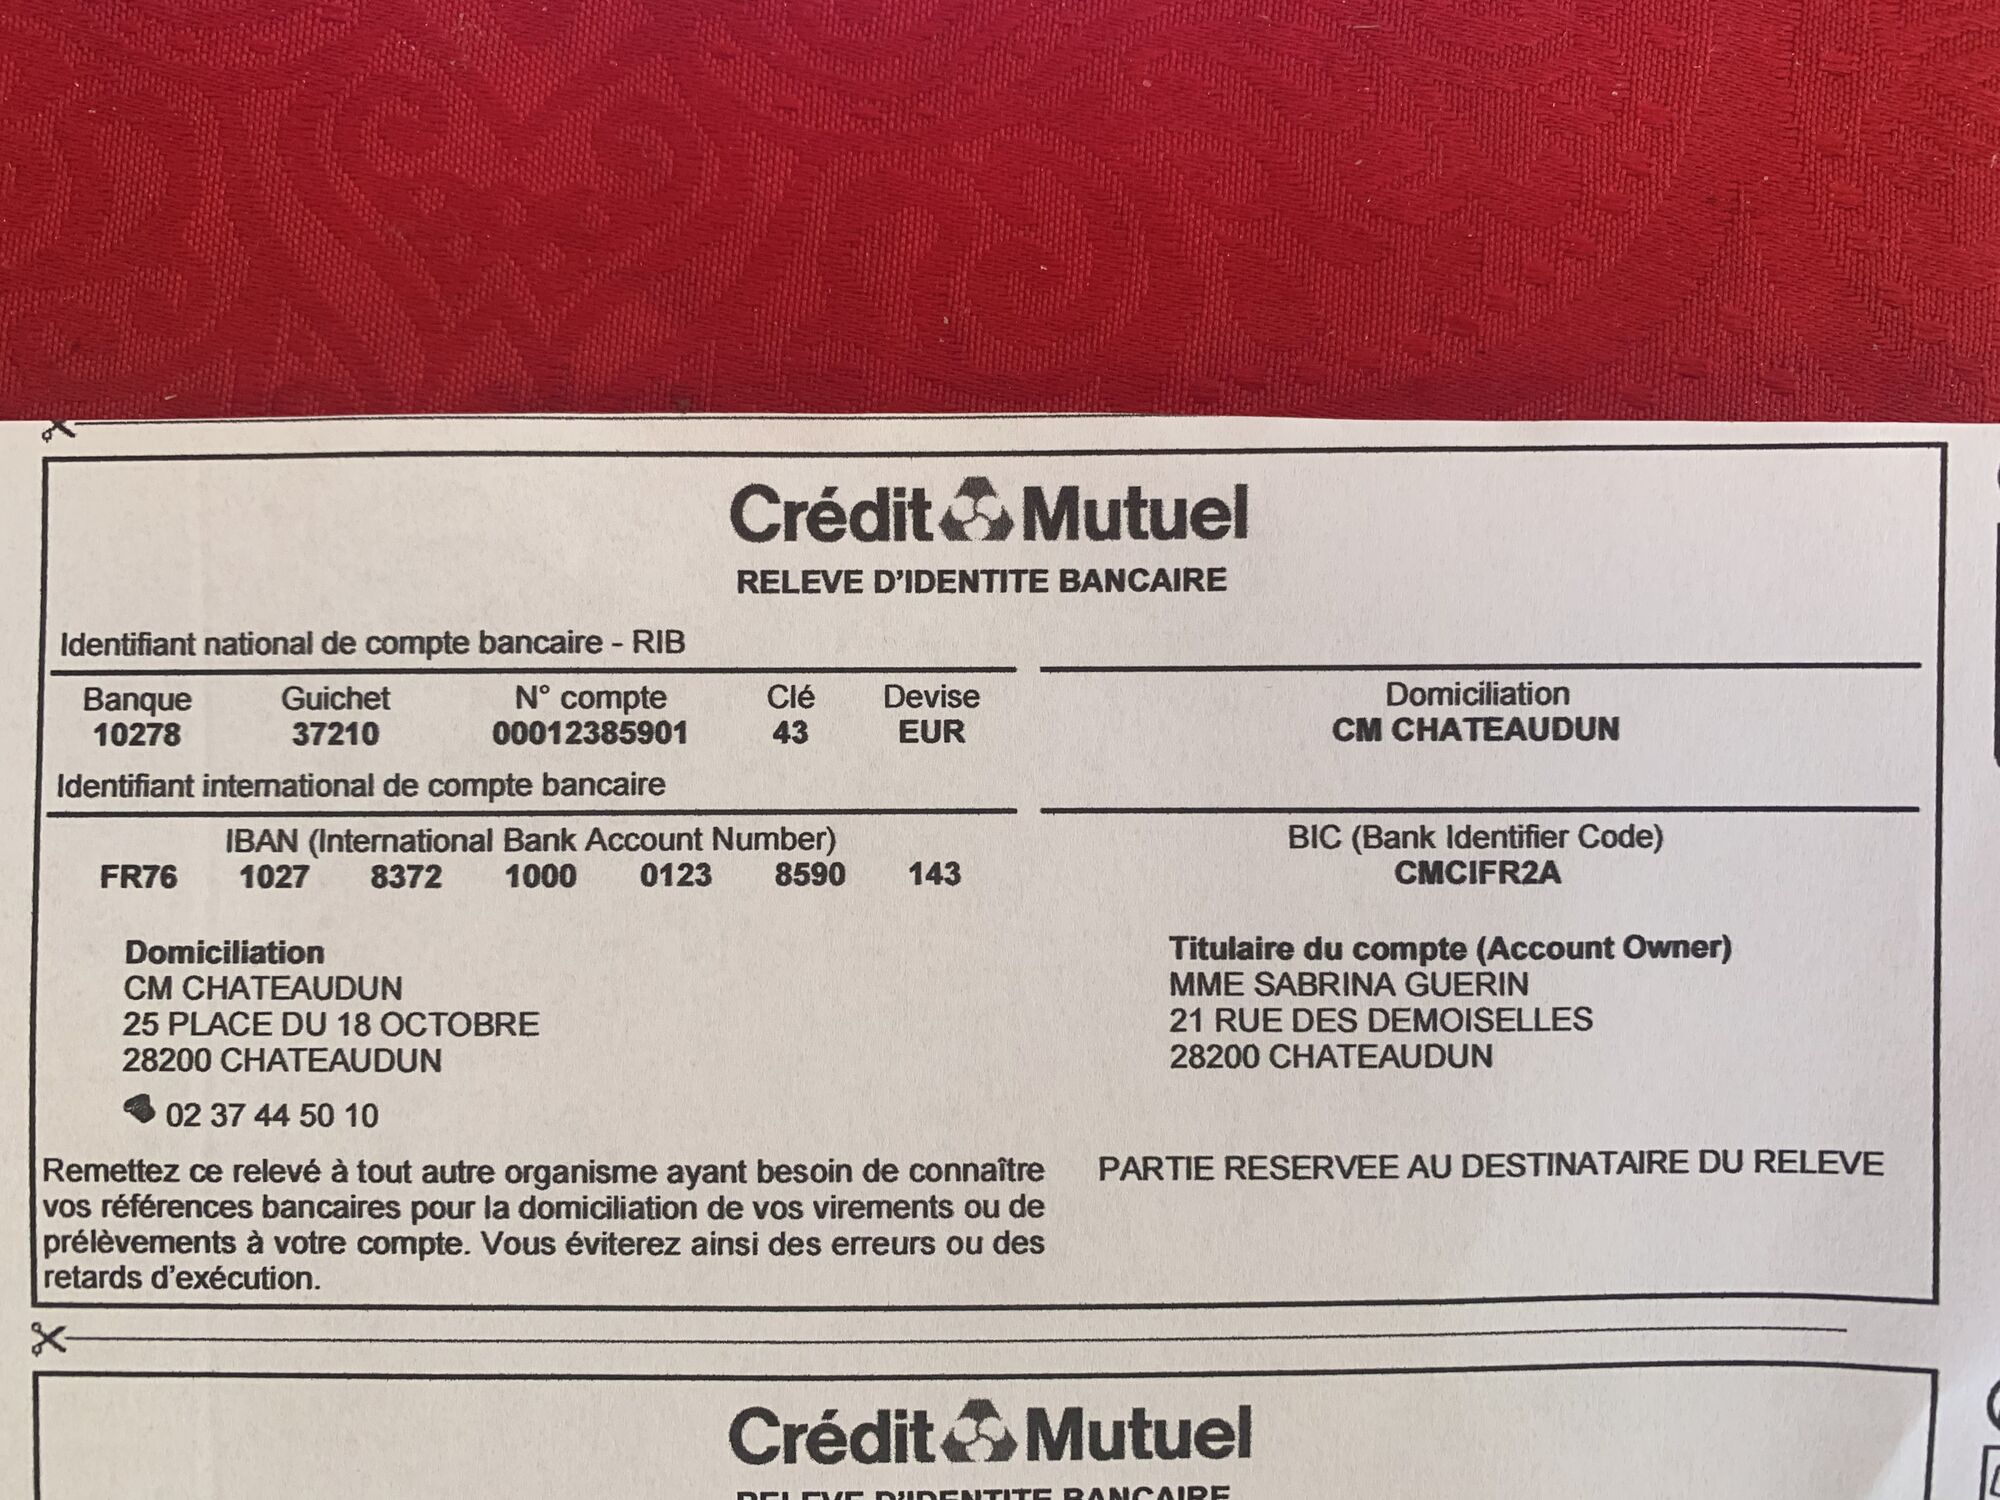 Crédit Mutuel
RELEVE D'IDENTITE BANCAIRE
Identifiant national de compte bancaire - RIB
Banque Guichet N° compte Clé Devise Domiciliation
10278 37210 00012385901 43 EUR CM CHATEAUDUN
Identifiant international de compte bancaire
IBAN (International Bank Account Number) BIC (Bank Identifier Code)
FR76 1027 8372 1000 0123 8590 143 CMCIFR2A
Domiciliation
CM CHATEAUDUN
25 PLACE DU 18 OCTOBRE
28200 CHATEAUDUN
02 37 44 50 10
Titulaire du compte (Account Owner)
MME SABRINA GUERIN
21 RUE DES DEMOISELLES
28200 CHATEAUDUN
Remettez ce relevé à tout autre organisme ayant besoin de connaître
vos références bancaires pour la domiciliation de vos virements ou de
prélèvements à votre compte. Vous éviterez ainsi des erreurs ou des
retards d'exécution.
PARTIE RESERVEE AU DESTINATAIRE DU RELEVE
Crédit Mutuel
RELEVE D'IDENTITE BANCAIRE